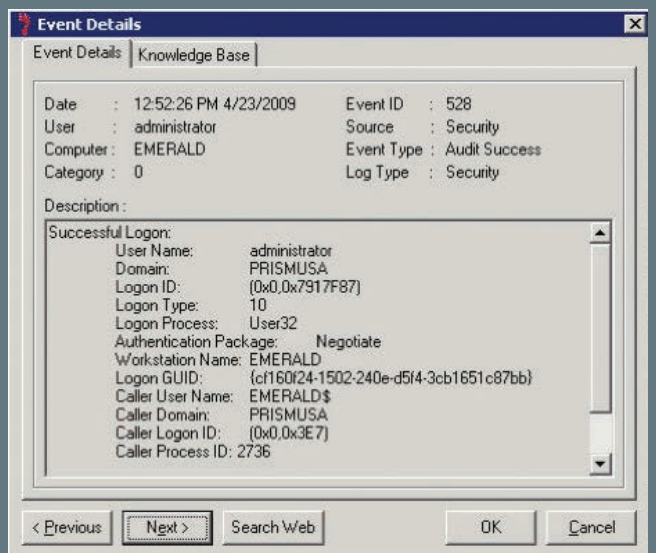 Event Details
Event Details Knowledge Base
Date : 12:52:26 PM 4/23/2009 Event ID : 528
User : administrator Source : Security
Computer : EMERALD Event Type : Audit Success
Category : 0 Log Type : Security
Description :
Successful Logon:
User Name: administrator
Domain: PRISMUSA
Logon ID: (0x0,0x7917F87)
Logon Type: 10
Logon Process: User32
Authentication Package: Negotiate
Workstation Name: EMERALD
Logon GUID: {cf160f24-1502-240e-d5f4-3cb1651c87bb}
Caller User Name: EMERALD$
Caller Domain: PRISMUSA
Caller Logon ID: (0x0,0x3E7)
Caller Process ID: 2736
< Previous Next > Search Web OK Cancel